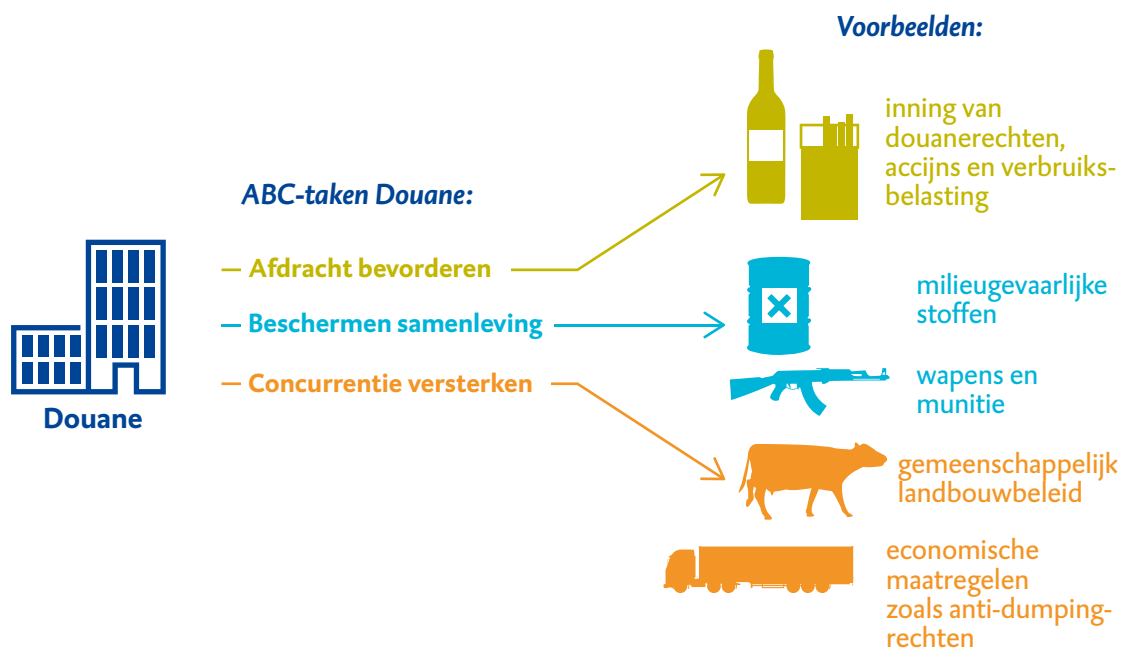 Voorbeelden:
inning van
douanerechten,
accijns en verbruiks-
belasting
ABC-taken Douane:
— Afdracht bevorderen
— Beschermen samenleving
— Concurrentie versterken
Douane
milieugevaarlijke
stoffen
wapens en
munitie
gemeenschappelijk
landbouwbeleid
economische
maatregelen
zoals anti-dumping-
rechten